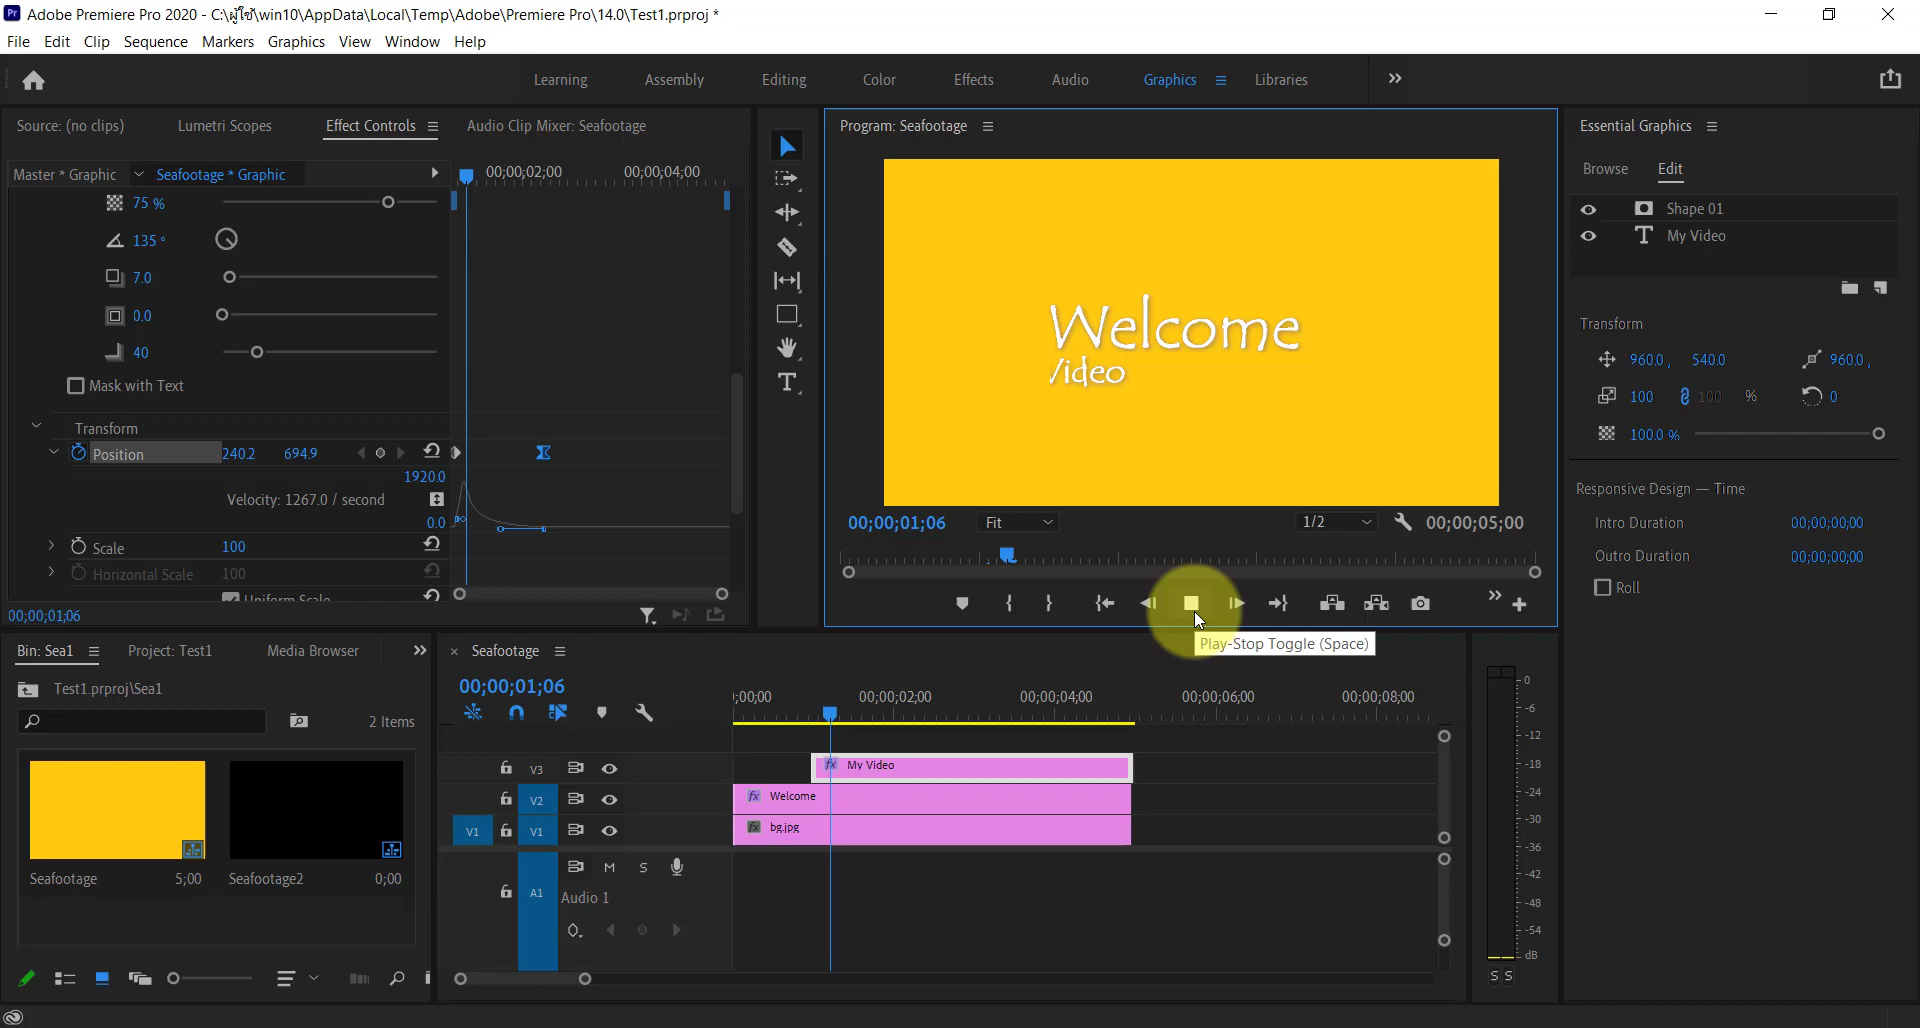 Adobe Premiere Pro 2020 - C:\ผู้ใช้\win10\AppData\Local\Temp\Adobe\Premiere Pro\14.0\Test1.prproj *
File Edit Clip Sequence Markers Graphics View Window Help
Learning Assembly Editing Color Effects Audio Graphics Libraries
Source: (no clips) Lumetri Scopes Effect Controls Audio Clip Mixer: Seafootage
Master * Graphic Seafootage * Graphic
00;00;02;00 00;00;04;00
75 %
135 °
7.0
0.0
40
Mask with Text
Transform
Position 240.2 694.9
1920.0
Velocity: 1267.0 / second
0.0
Scale 100
Horizontal Scale 100
Uniform Scale
00;00;01;06
Program: Seafootage
Welcome
Video
00;00;01;06 Fit 1/2 00;00;05;00
Play-Stop Toggle (Space)
Essential Graphics
Browse Edit
Shape 01
My Video
Transform
960.0 , 540.0 960.0 ,
100 100 % 0
100.0 %
Responsive Design — Time
Intro Duration 00;00;00;00
Outro Duration 00;00;00;00
Roll
Bin: Sea1 Project: Test1 Media Browser
Test1.prproj\Sea1
2 Items
Seafootage 5;00 Seafootage2 0;00
× Seafootage
00;00;01;06
;00;00 00;00;02;00 00;00;04;00 00;00;06;00 00;00;08;00
V3 fx My Video
V2 fx Welcome
V1 V1 fx bg.jpg
M S
A1
Audio 1
0
-6
-12
-18
-24
-30
-36
-42
-48
-54
dB
S S